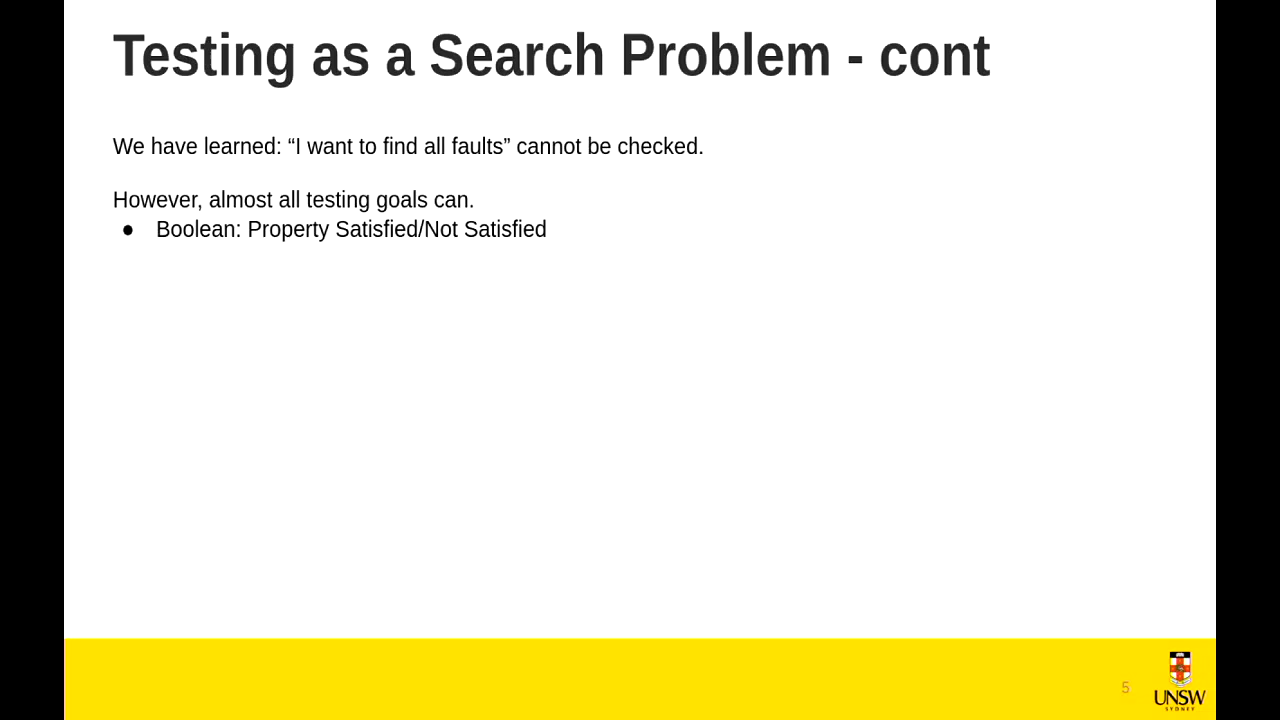 Testing as a Search Problem - cont
We have learned: “I want to find all faults” cannot be checked.
However, almost all testing goals can.
● Boolean: Property Satisfied/Not Satisfied
5
UNSW
SYDNEY